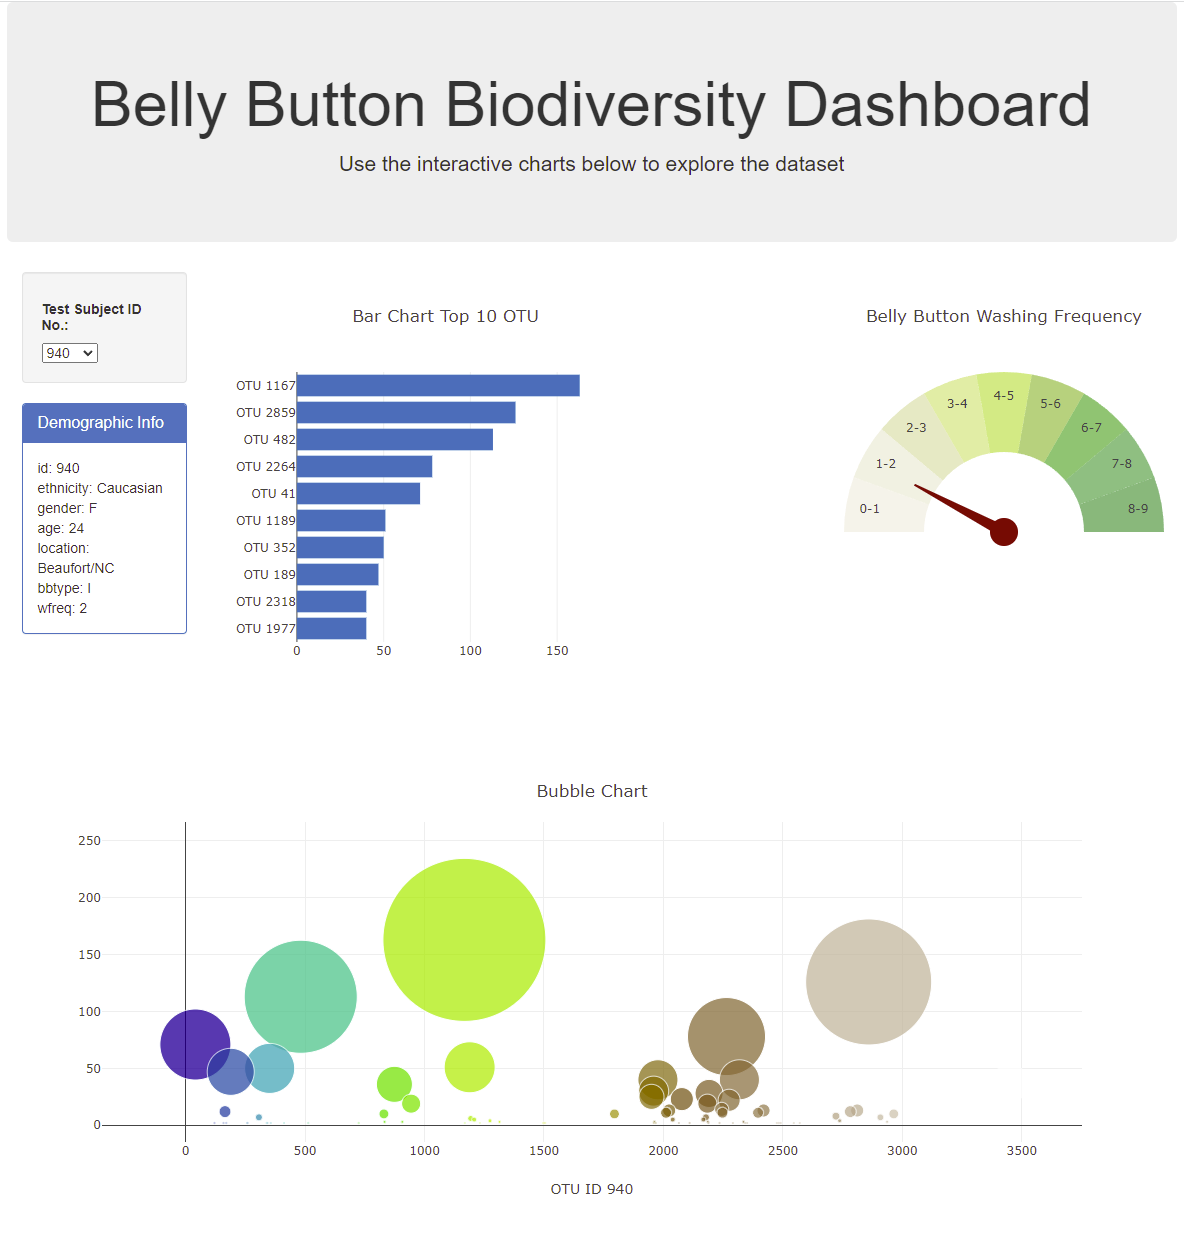 Belly Button Biodiversity Dashboard
Use the interactive charts below to explore the dataset
Test Subject ID
No.:
940
Demographic Info
id: 940
ethnicity: Caucasian
gender: F
age: 24
location:
Beaufort/NC
bbtype: I
wfreq: 2
Bar Chart Top 10 OTU
OTU 1167
OTU 2859
OTU 482
OTU 2264
OTU 41
OTU 1189
OTU 352
OTU 189
OTU 2318
OTU 1977
0 50 100 150
Belly Button Washing Frequency
0-1
1-2
2-3
3-4
4-5
5-6
6-7
7-8
8-9
Bubble Chart
250
200
150
100
50
0
0 500 1000 1500 2000 2500 3000 3500
OTU ID 940